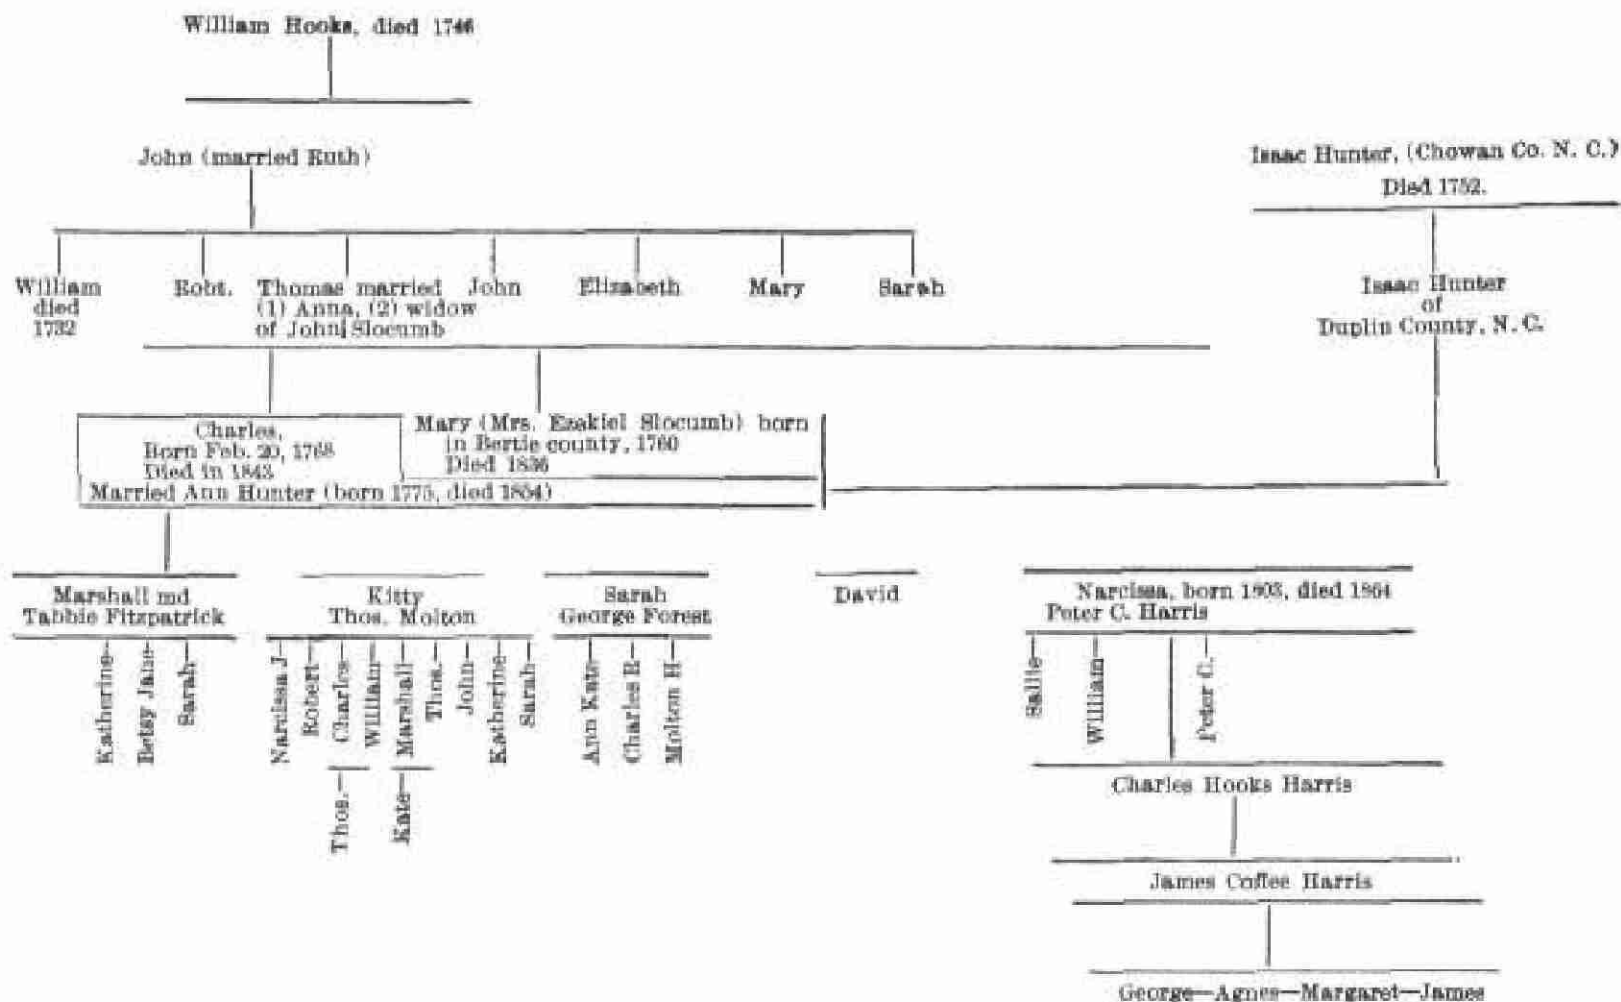 William Hooks, died 1746
John (married Ruth)
Isaac Hunter, (Chowan Co. N. C.)
Died 1752.
William
died
1732
Robt.
Thomas married
(1) Anna, (2) widow
of John Slocumb
John
Elizabeth
Mary
Sarah
Isaac Hunter
of
Duplin County, N. C.
Charles,
Born Feb. 20, 1768
Died in 1843
Mary (Mrs. Ezekiel Slocumb) born
in Bertie county, 1760
Died 1836
Married Ann Hunter (born 1775, died 1854)
Marshall md
Tabbie Fitzpatrick
Kitty
Thos. Molton
Sarah
George Forest
David
Narcissa, born 1803, died 1864
Peter C. Harris
Katherine
Betsy Jane
Sarah
Narcissa J
Robert
Charles
William
Marshall
Thos.
John
Katherine
Sarah
Ann Kate
Charles E
Molton H
Sallie
William
Peter C.
Thos.
Kate
Charles Hooks Harris
James Coffee Harris
George—Agnes—Margaret—James